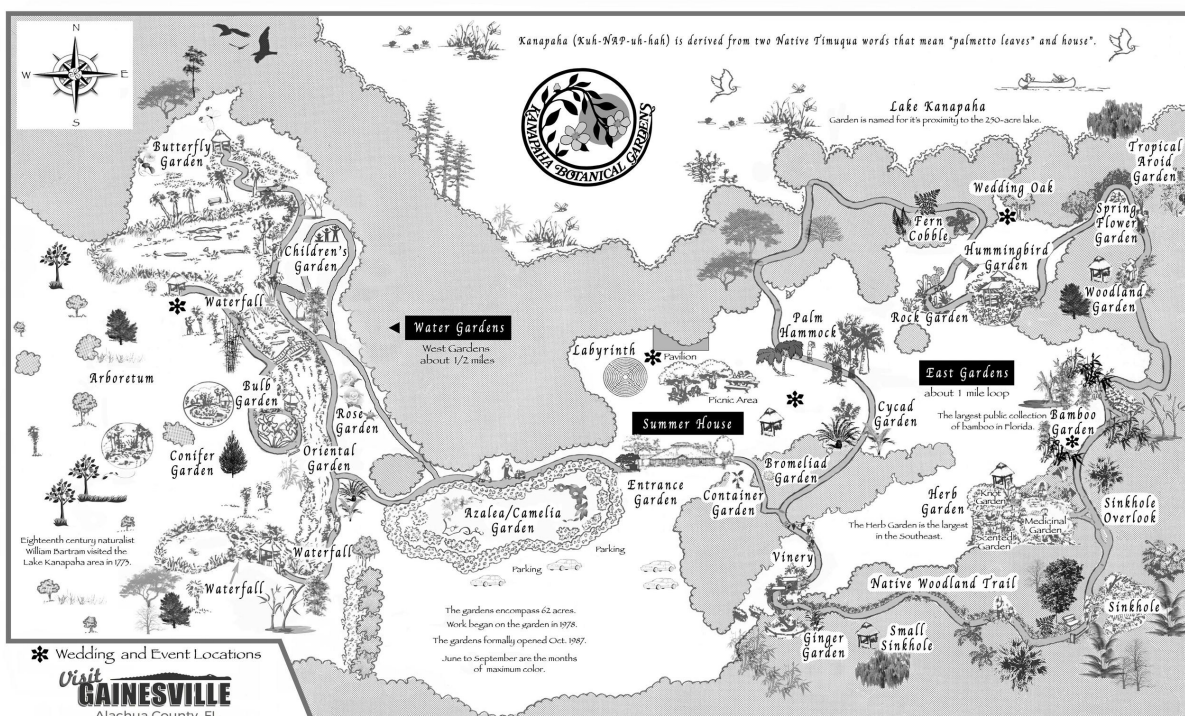 N
W
E
S
Kanapaha (Kuh-NAP-uh-hah) is derived from two Native Timuqua words that mean "palmetto leaves" and house".
KANAPAHA BOTANICAL GARDENS
Lake Kanapaha
Garden is named for it's proximity to the 250-acre lake.
Butterfly
Garden
Children's
Garden
Waterfall
Arboretum
Bulb
Garden
Rose
Garden
Conifer
Garden
Oriental
Garden
Eighteenth century naturalist
William Bartram visited the
Lake Kanapaha area in 1773.
Waterfall
Waterfall
Water Gardens
West Gardens
about 1/2 miles
Labyrinth
Pavilion
Picnic Area
Summer House
Entrance
Garden
Azalea/Camelia
Garden
Parking
Parking
The gardens encompass 62 acres.
Work began on the garden in 1978.
The gardens formally opened Oct. 1987.
June to September are the months
of maximum color.
Container
Garden
Bromeliad
Garden
Cycad
Garden
Palm
Hammock
Fern
Cobble
Wedding Oak
Hummingbird
Garden
Rock Garden
Tropical
Aroid
Garden
Spring
Flower
Garden
Woodland
Garden
East Gardens
about 1 mile loop
The largest public collection
of bamboo in Florida.
Bamboo
Garden
Herb
Garden
The Herb Garden is the largest
in the Southeast.
Knot
Garden
Medicinal
Garden
Scented
Garden
Sinkhole
Overlook
Vinery
Native Woodland Trail
Sinkhole
Ginger
Garden
Small
Sinkhole
Wedding and Event Locations
Visit
GAINESVILLE
Alachua County, FL